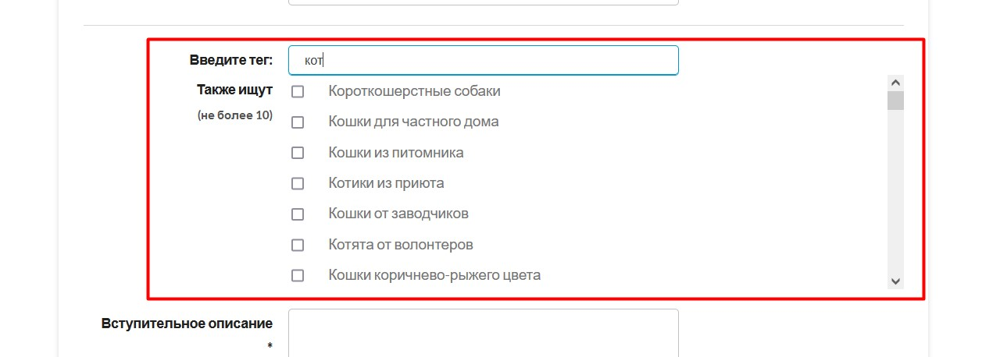 Введите тег:
кот
Также ищут
(не более 10)
Короткошерстные собаки
Кошки для частного дома
Кошки из питомника
Котики из приюта
Кошки от заводчиков
Котята от волонтеров
Кошки коричнево-рыжего цвета
Вступительное описание
*